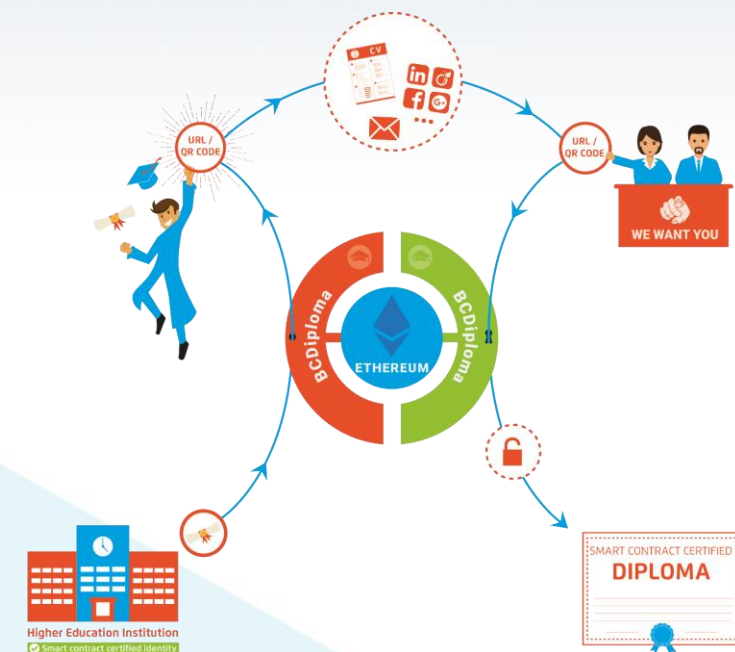 CV
in
f
G+
URL /
QR CODE
URL /
QR CODE
WE WANT YOU
BCDiploma
ETHEREUM
BCDiploma
SMART CONTRACT CERTIFIED
DIPLOMA
Higher Education Institution
Smart contract certified identity